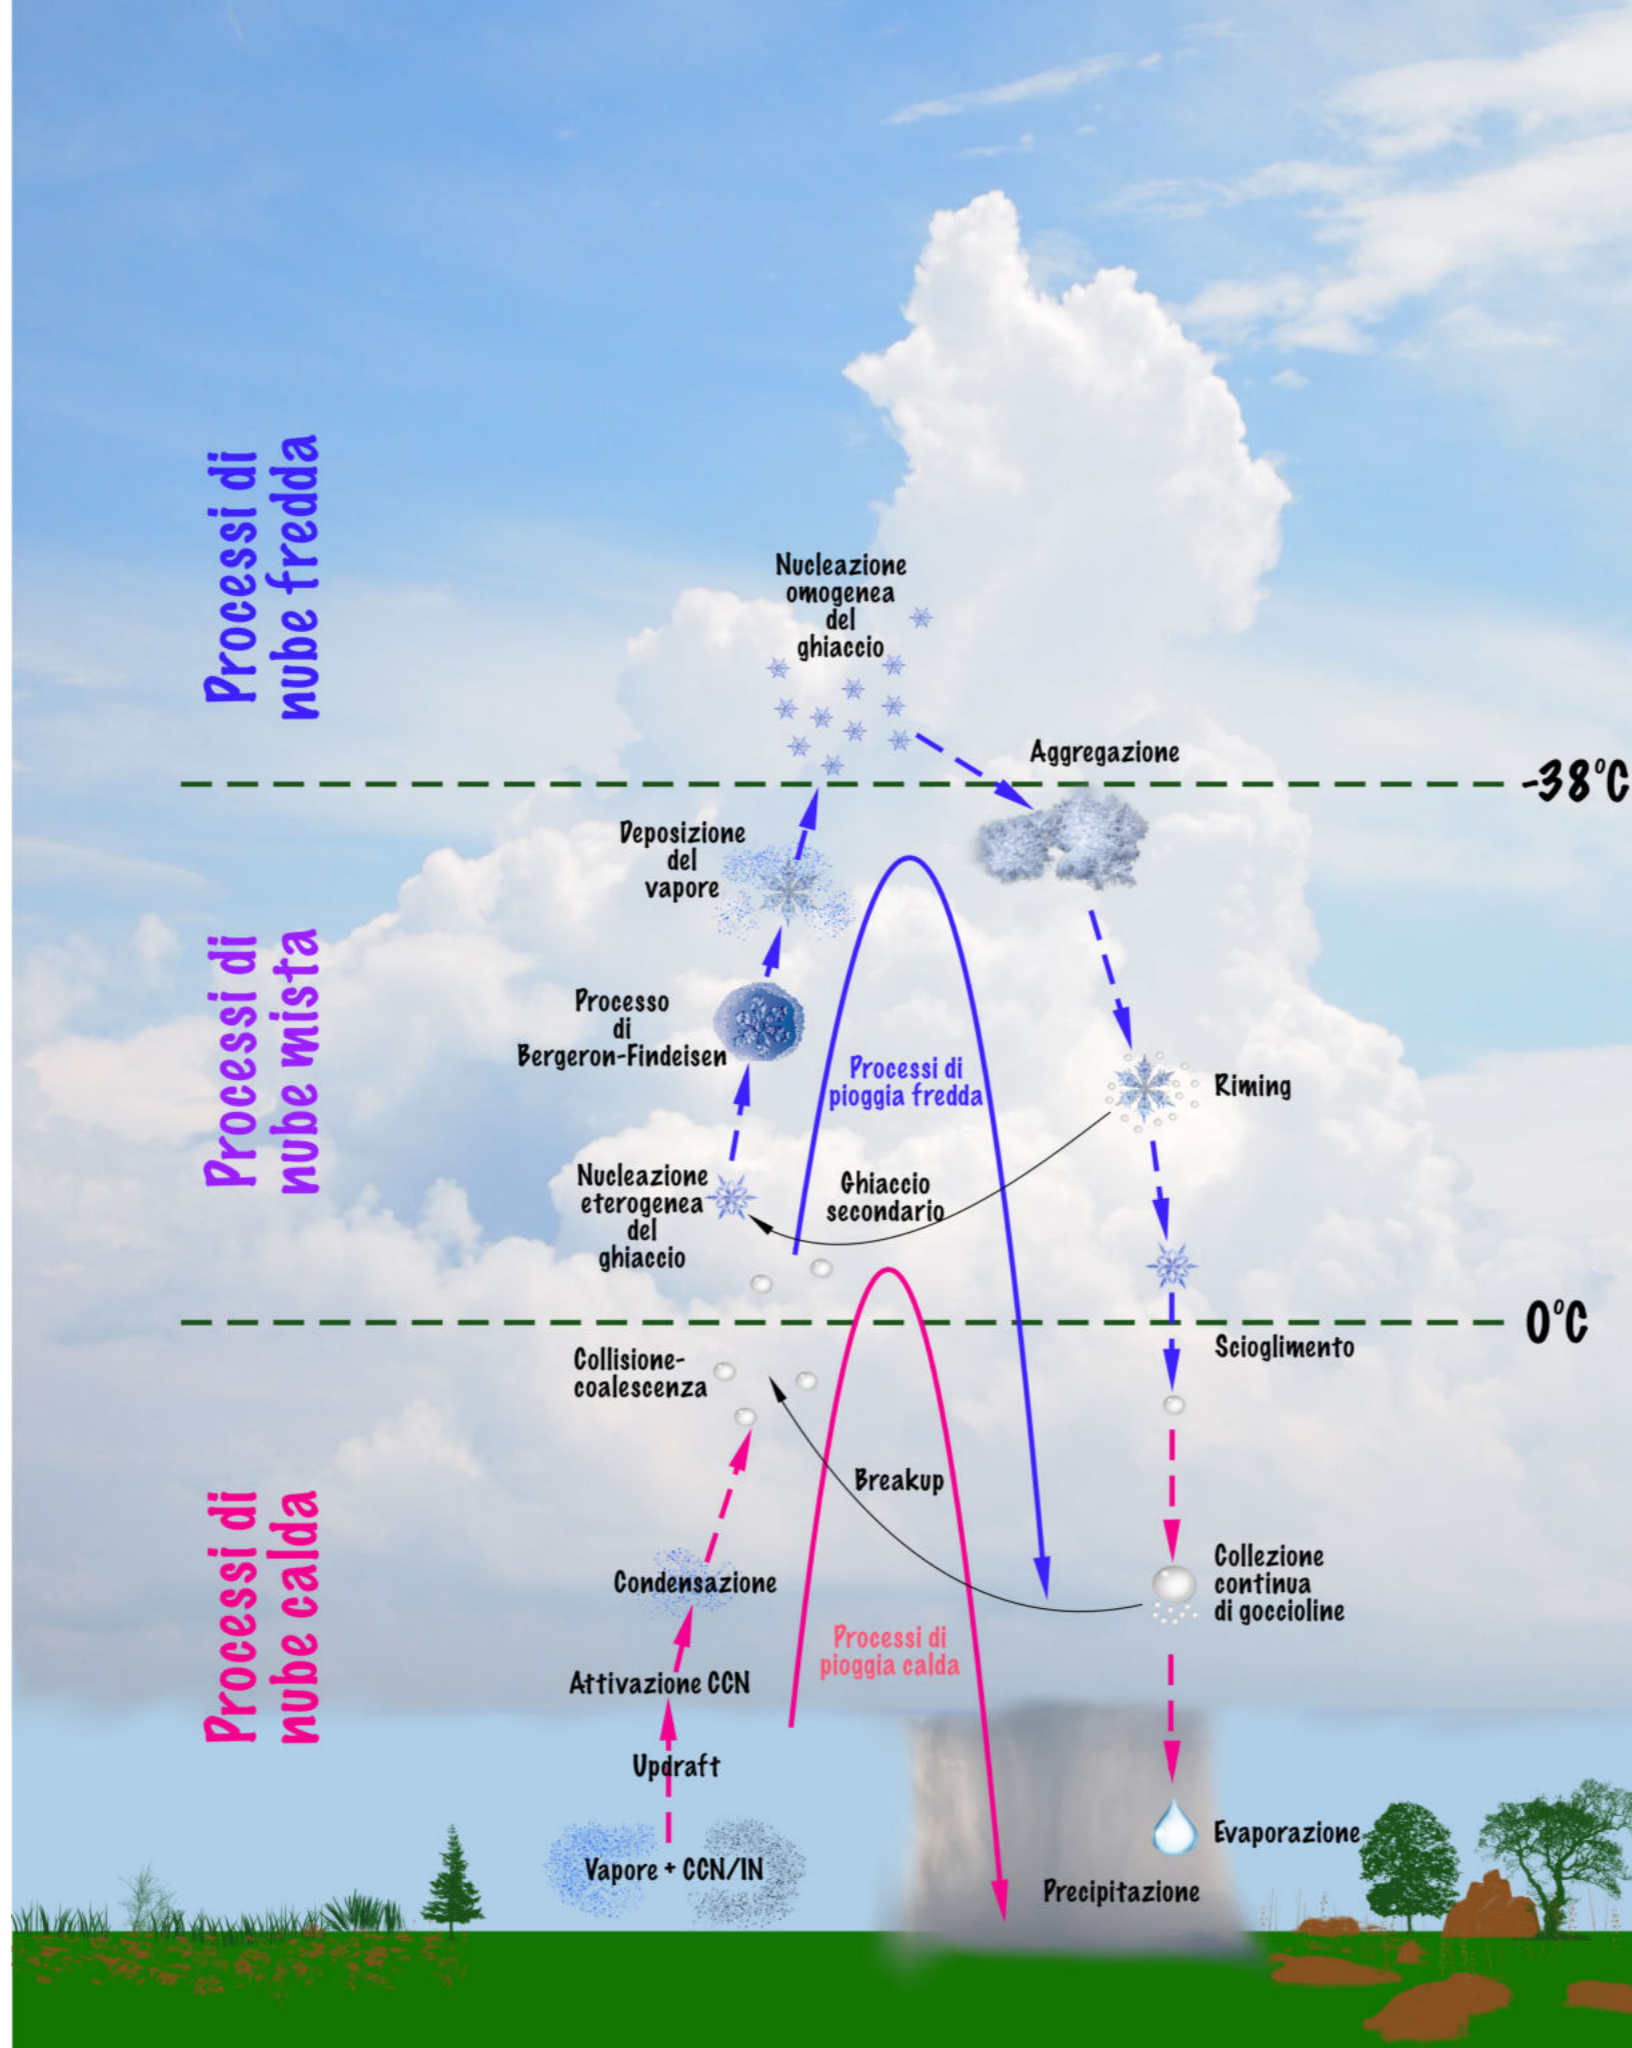 Processi di
nube fredda
Nucleazione
omogenea
del
ghiaccio
Aggregazione
-38°C
Deposizione
del
vapore
Processi di
nube mista
Processo
di
Bergeron-Findeisen
Processi di
pioggia fredda
Riming
Nucleazione
eterogenea
del
ghiaccio
Ghiaccio
secondario
0°C
Scioglimento
Collisione-
coalescenza
Processi di
nube calda
Breakup
Condensazione
Collezione
continua
di goccioline
Processi di
pioggia calda
Attivazione CCN
Updraft
Vapore + CCN/IN
Evaporazione
Precipitazione